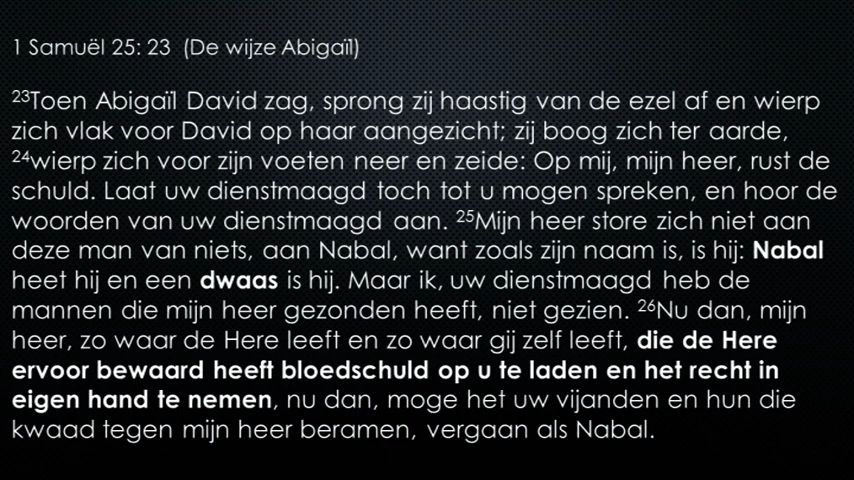 1 Samuël 25: 23 (De wijze Abigaïl)
²³Toen Abigaïl David zag, sprong zij haastig van de ezel af en wierp
zich vlak voor David op haar aangezicht; zij boog zich ter aarde,
²⁴wierp zich voor zijn voeten neer en zeide: Op mij, mijn heer, rust de
schuld. Laat uw dienstmaagd toch tot u mogen spreken, en hoor de
woorden van uw dienstmaagd aan. ²⁵Mijn heer store zich niet aan
deze man van niets, aan Nabal, want zoals zijn naam is, is hij: Nabal
heet hij en een dwaas is hij. Maar ik, uw dienstmaagd heb de
mannen die mijn heer gezonden heeft, niet gezien. ²⁶Nu dan, mijn
heer, zo waar de Here leeft en zo waar gij zelf leeft, die de Here
ervoor bewaard heeft bloedschuld op u te laden en het recht in
eigen hand te nemen, nu dan, moge het uw vijanden en hun die
kwaad tegen mijn heer beramen, vergaan als Nabal.